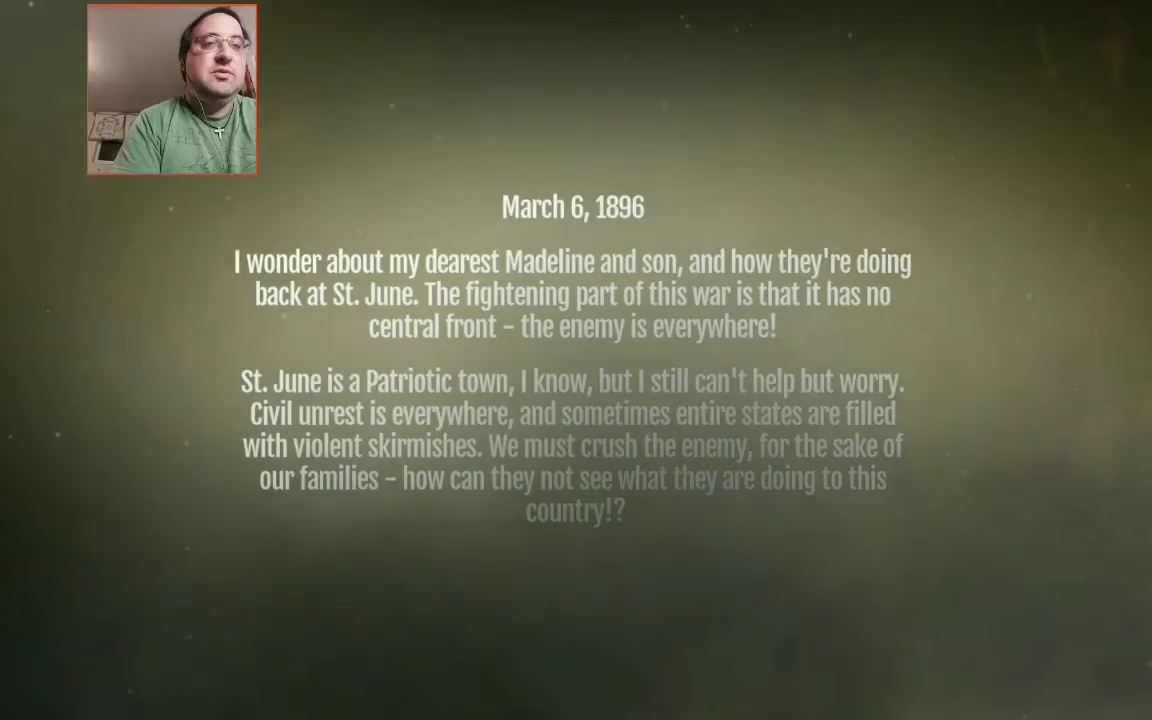 March 6, 1896
I wonder about my dearest Madeline and son, and how they're doing
back at St. June. The fightening part of this war is that it has no
central front - the enemy is everywhere!
St. June is a Patriotic town, I know, but I still can't help but worry.
Civil unrest is everywhere, and sometimes entire states are filled
with violent skirmishes. We must crush the enemy, for the sake of
our families - how can they not see what they are doing to this
country!?